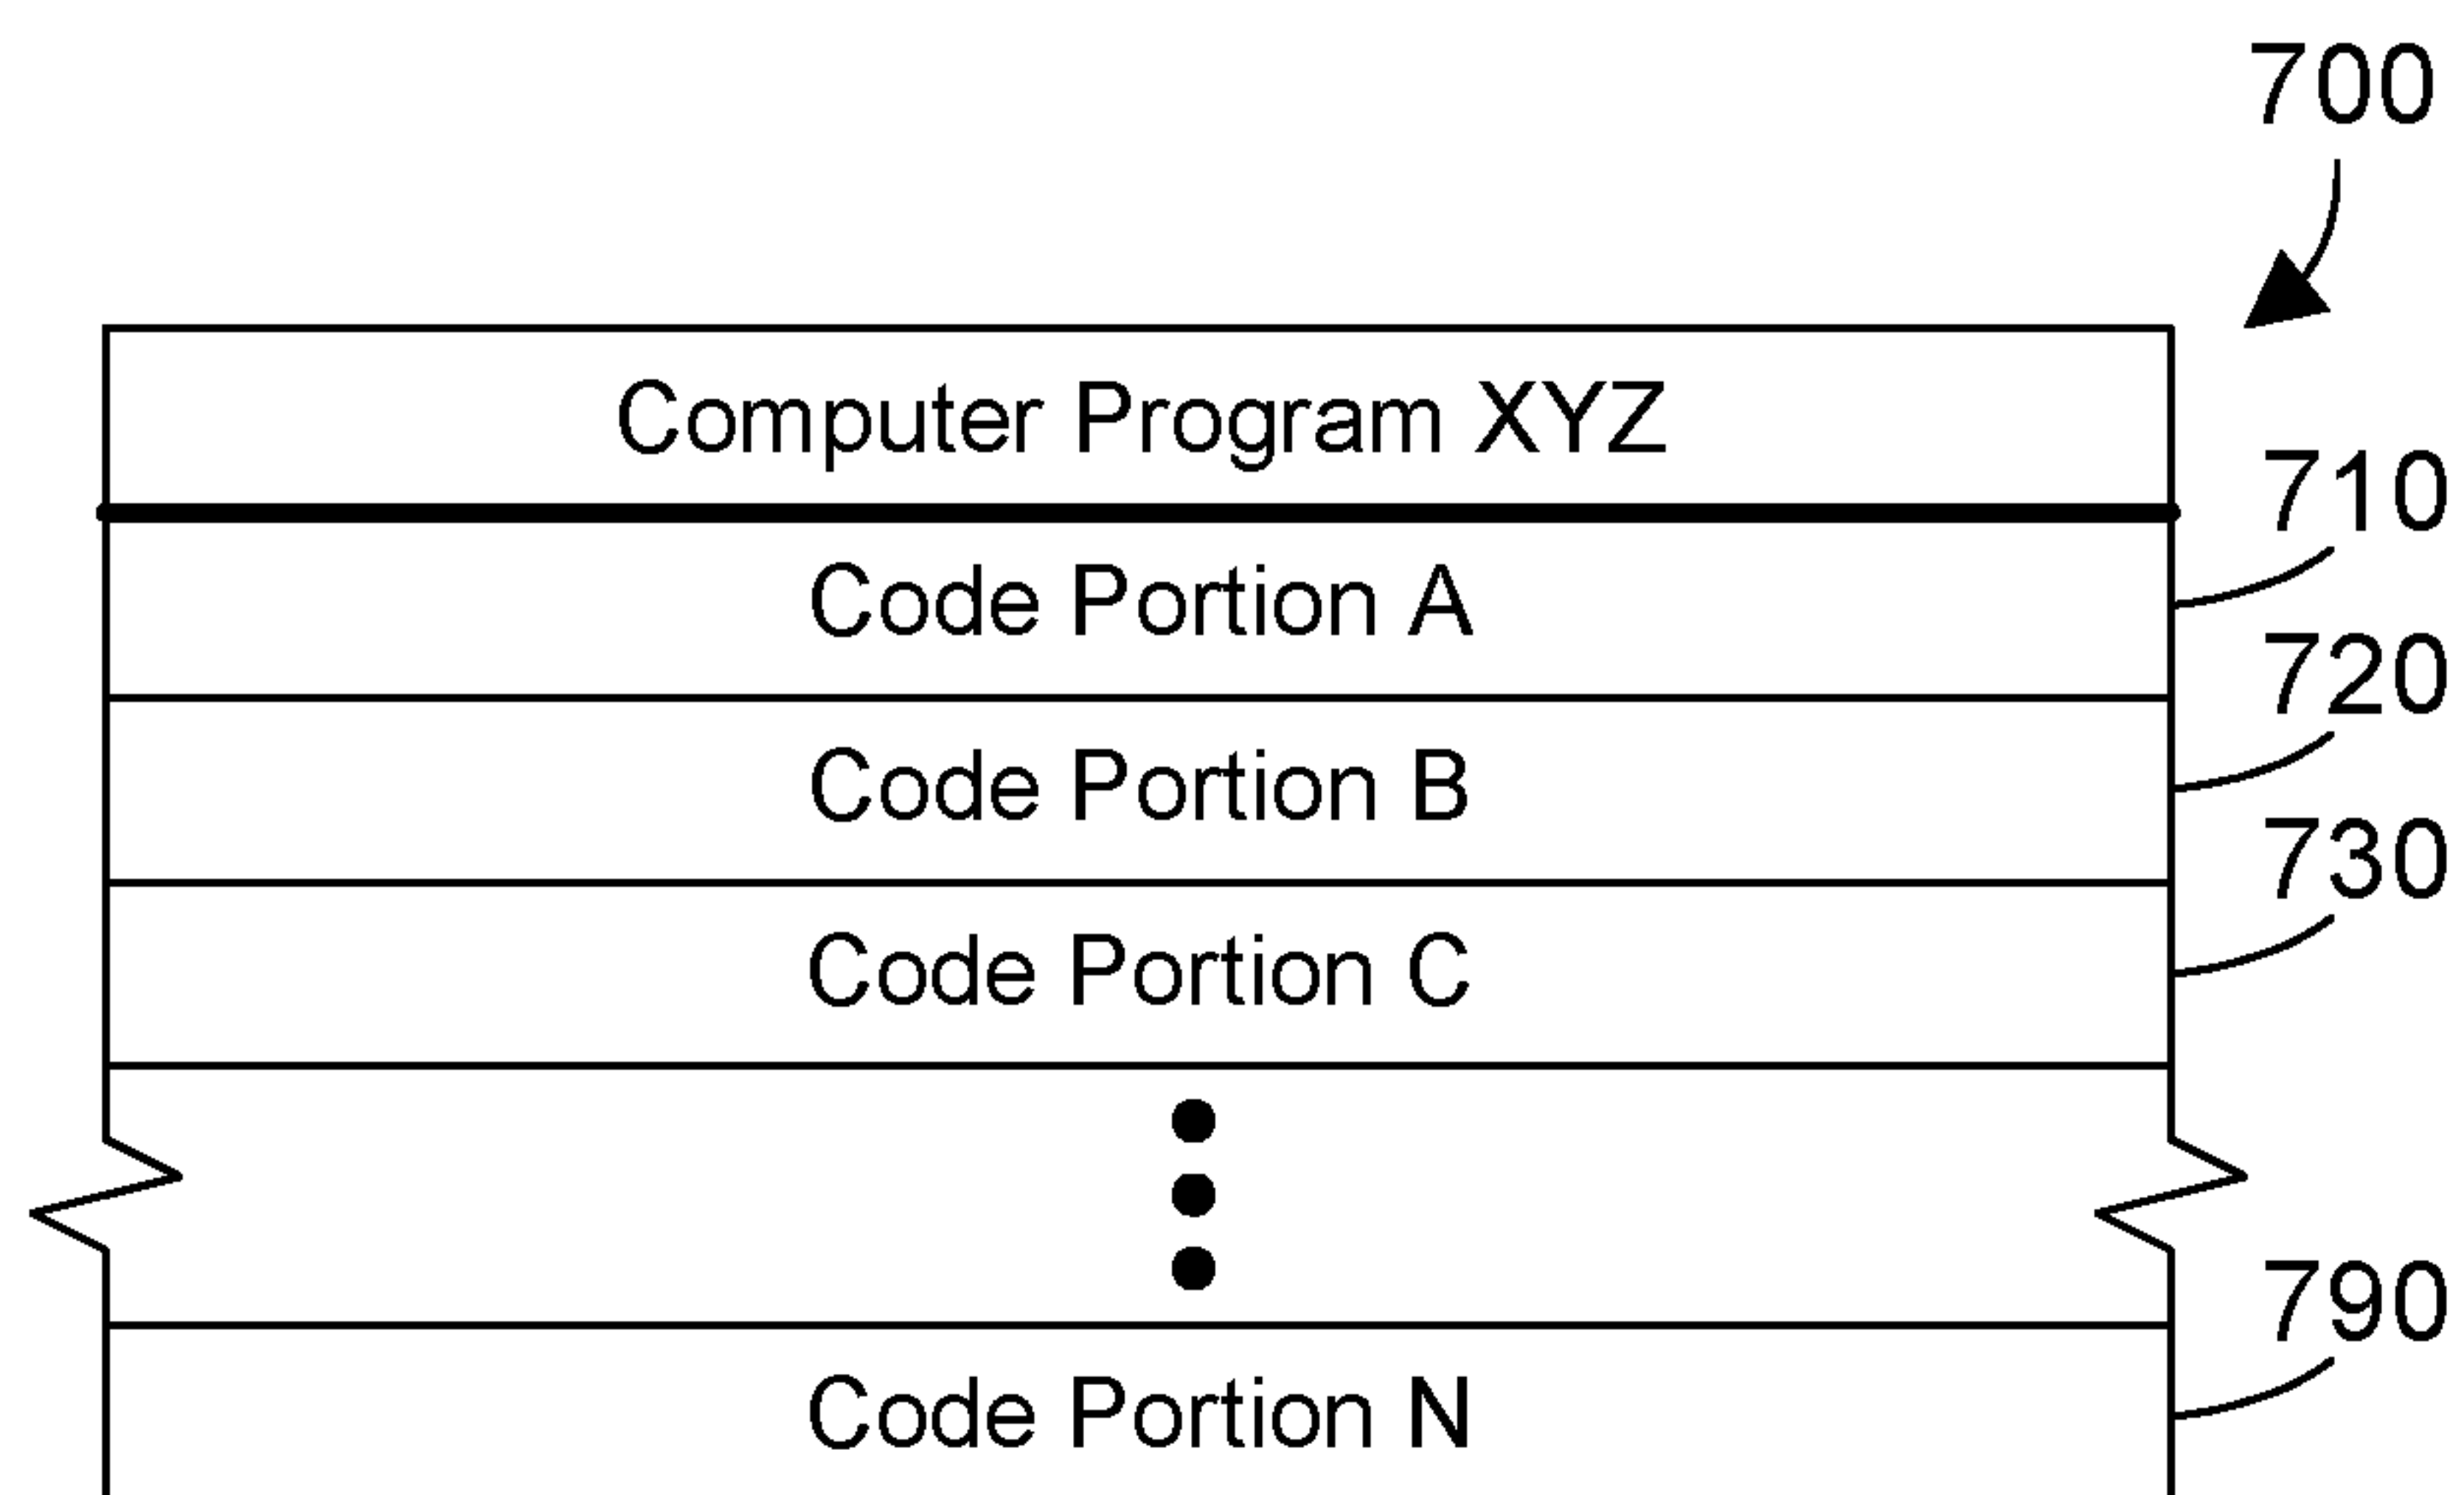 700
Computer Program XYZ
710
Code Portion A
720
Code Portion B
730
Code Portion C
790
Code Portion N